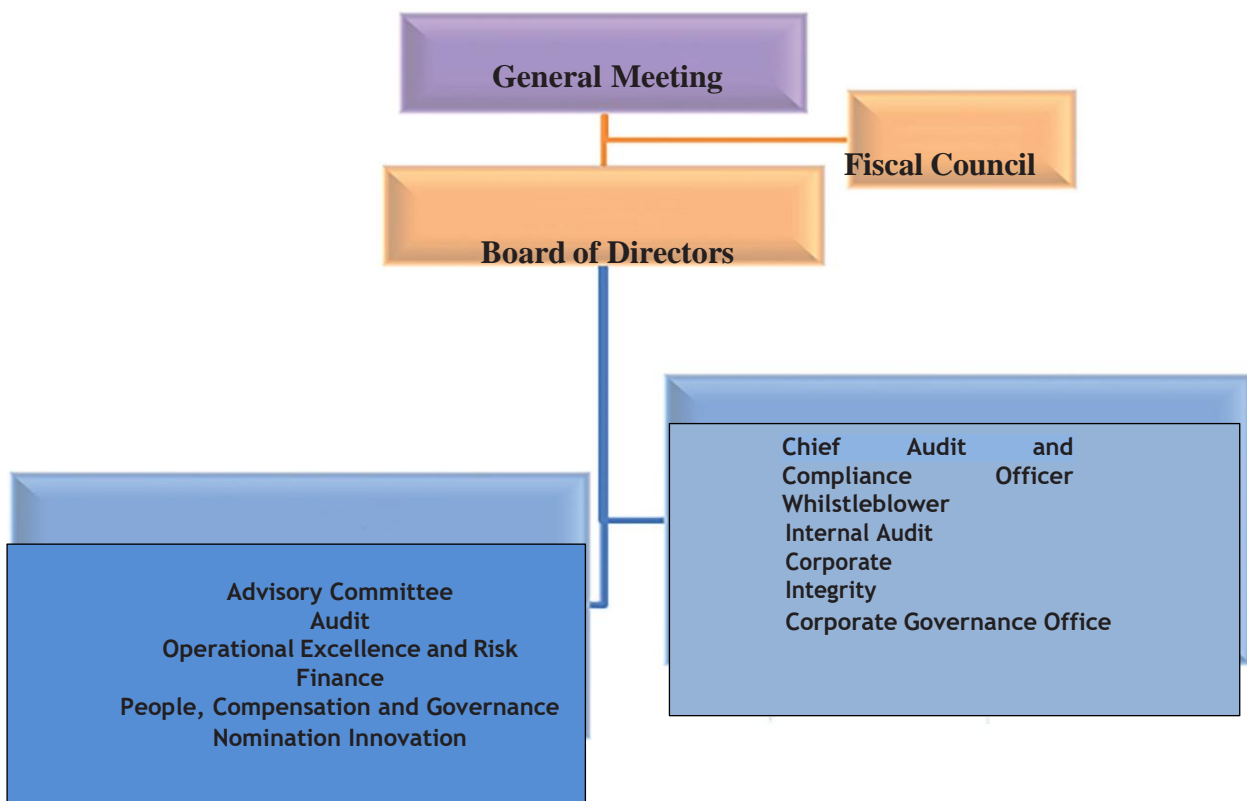 General Meeting
Fiscal Council
Board of Directors
Chief Audit and
Compliance Officer
Whilstleblower
Internal Audit
Corporate
Integrity
Corporate Governance Office
Advisory Committee
Audit
Operational Excellence and Risk
Finance
People, Compensation and Governance
Nomination Innovation